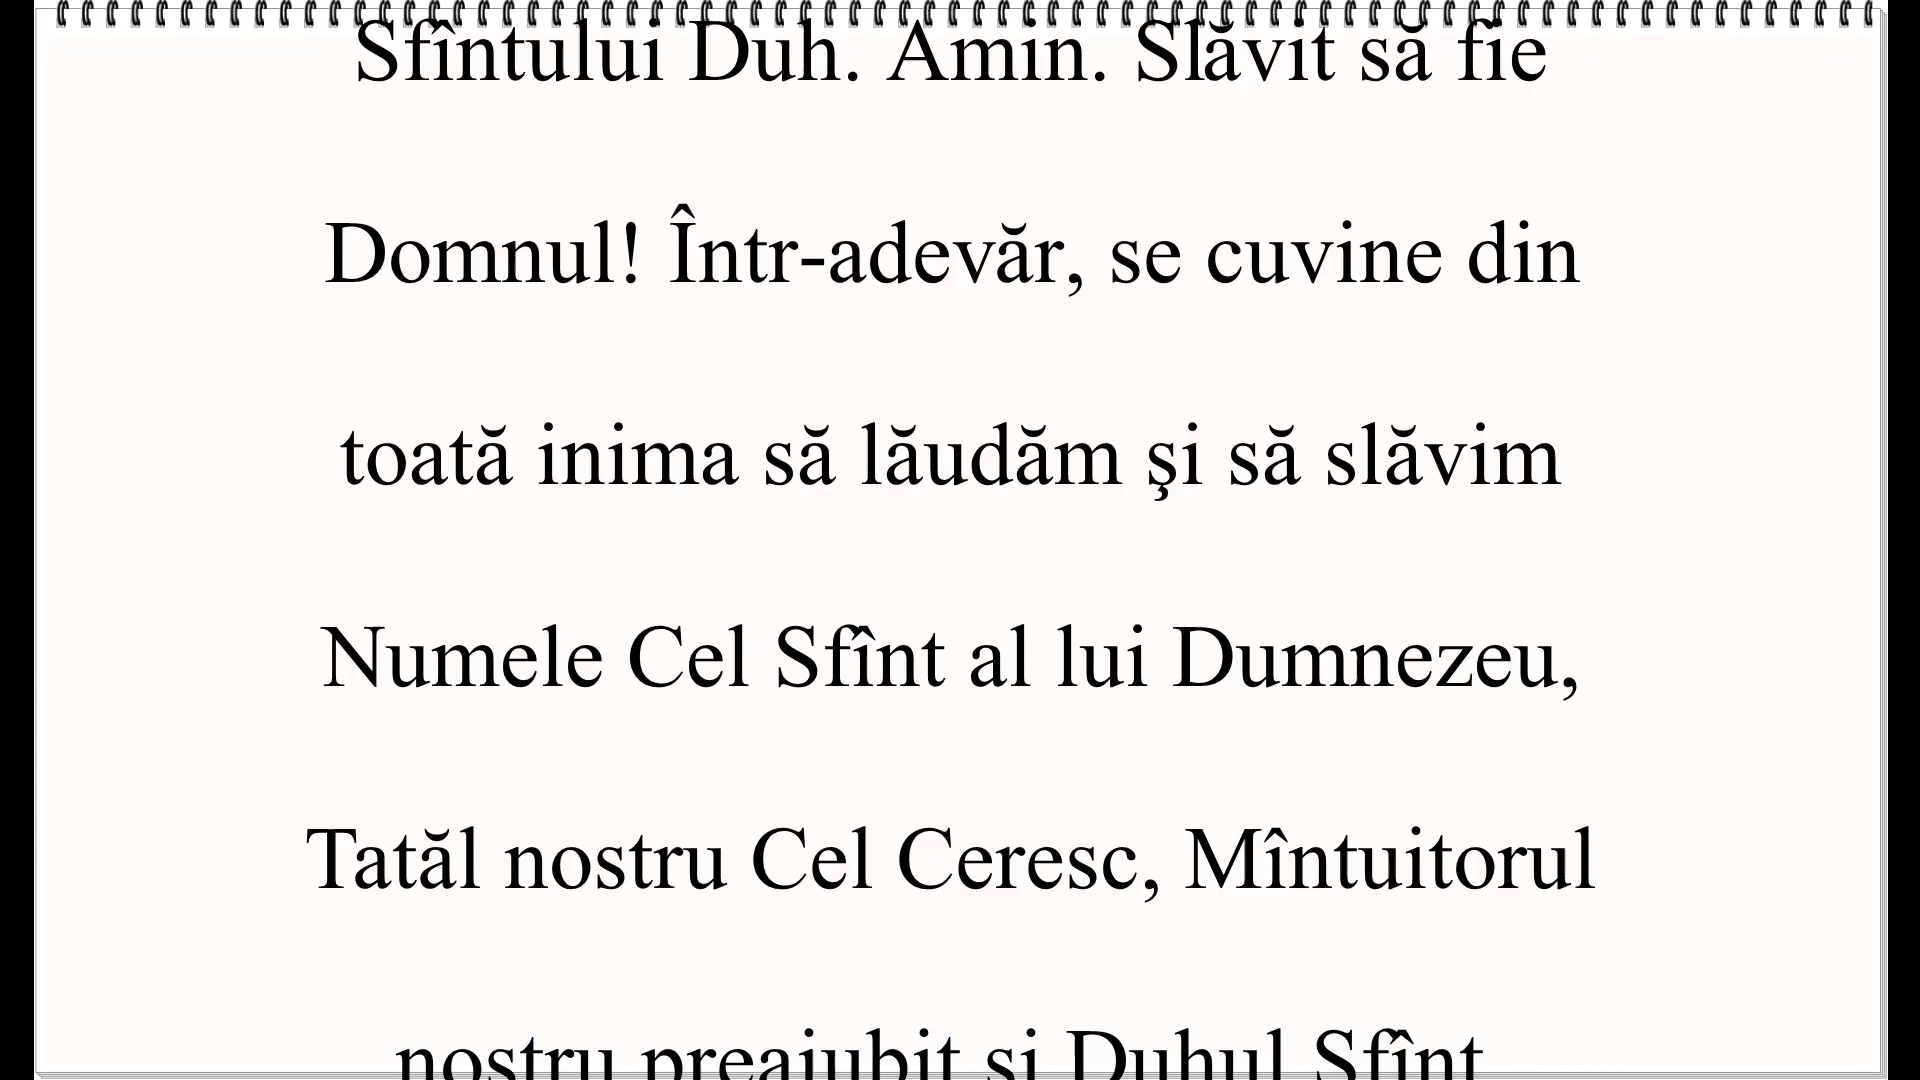 Sfîntului Duh. Amin. Slăvit să fie
Domnul! Într-adevăr, se cuvine din
toată inima să lăudăm şi să slăvim
Numele Cel Sfînt al lui Dumnezeu,
Tatăl nostru Cel Ceresc, Mîntuitorul
nostru preaiubit şi Duhul Sfînt